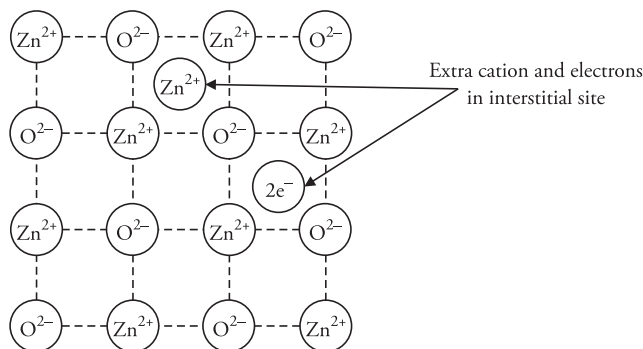 Zn²⁺ O²⁻ Zn²⁺ O²⁻
Zn²⁺
Extra cation and electrons
in interstitial site
O²⁻ Zn²⁺ O²⁻ Zn²⁺
2e⁻
Zn²⁺ O²⁻ Zn²⁺ O²⁻
O²⁻ Zn²⁺ O²⁻ Zn²⁺